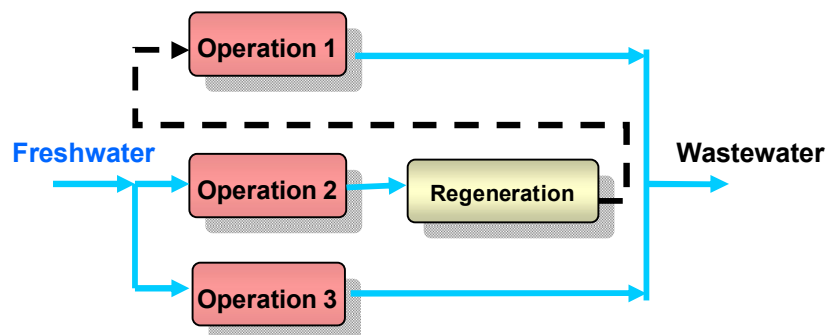 Operation 1
Freshwater
Wastewater
Operation 2
Regeneration
Operation 3